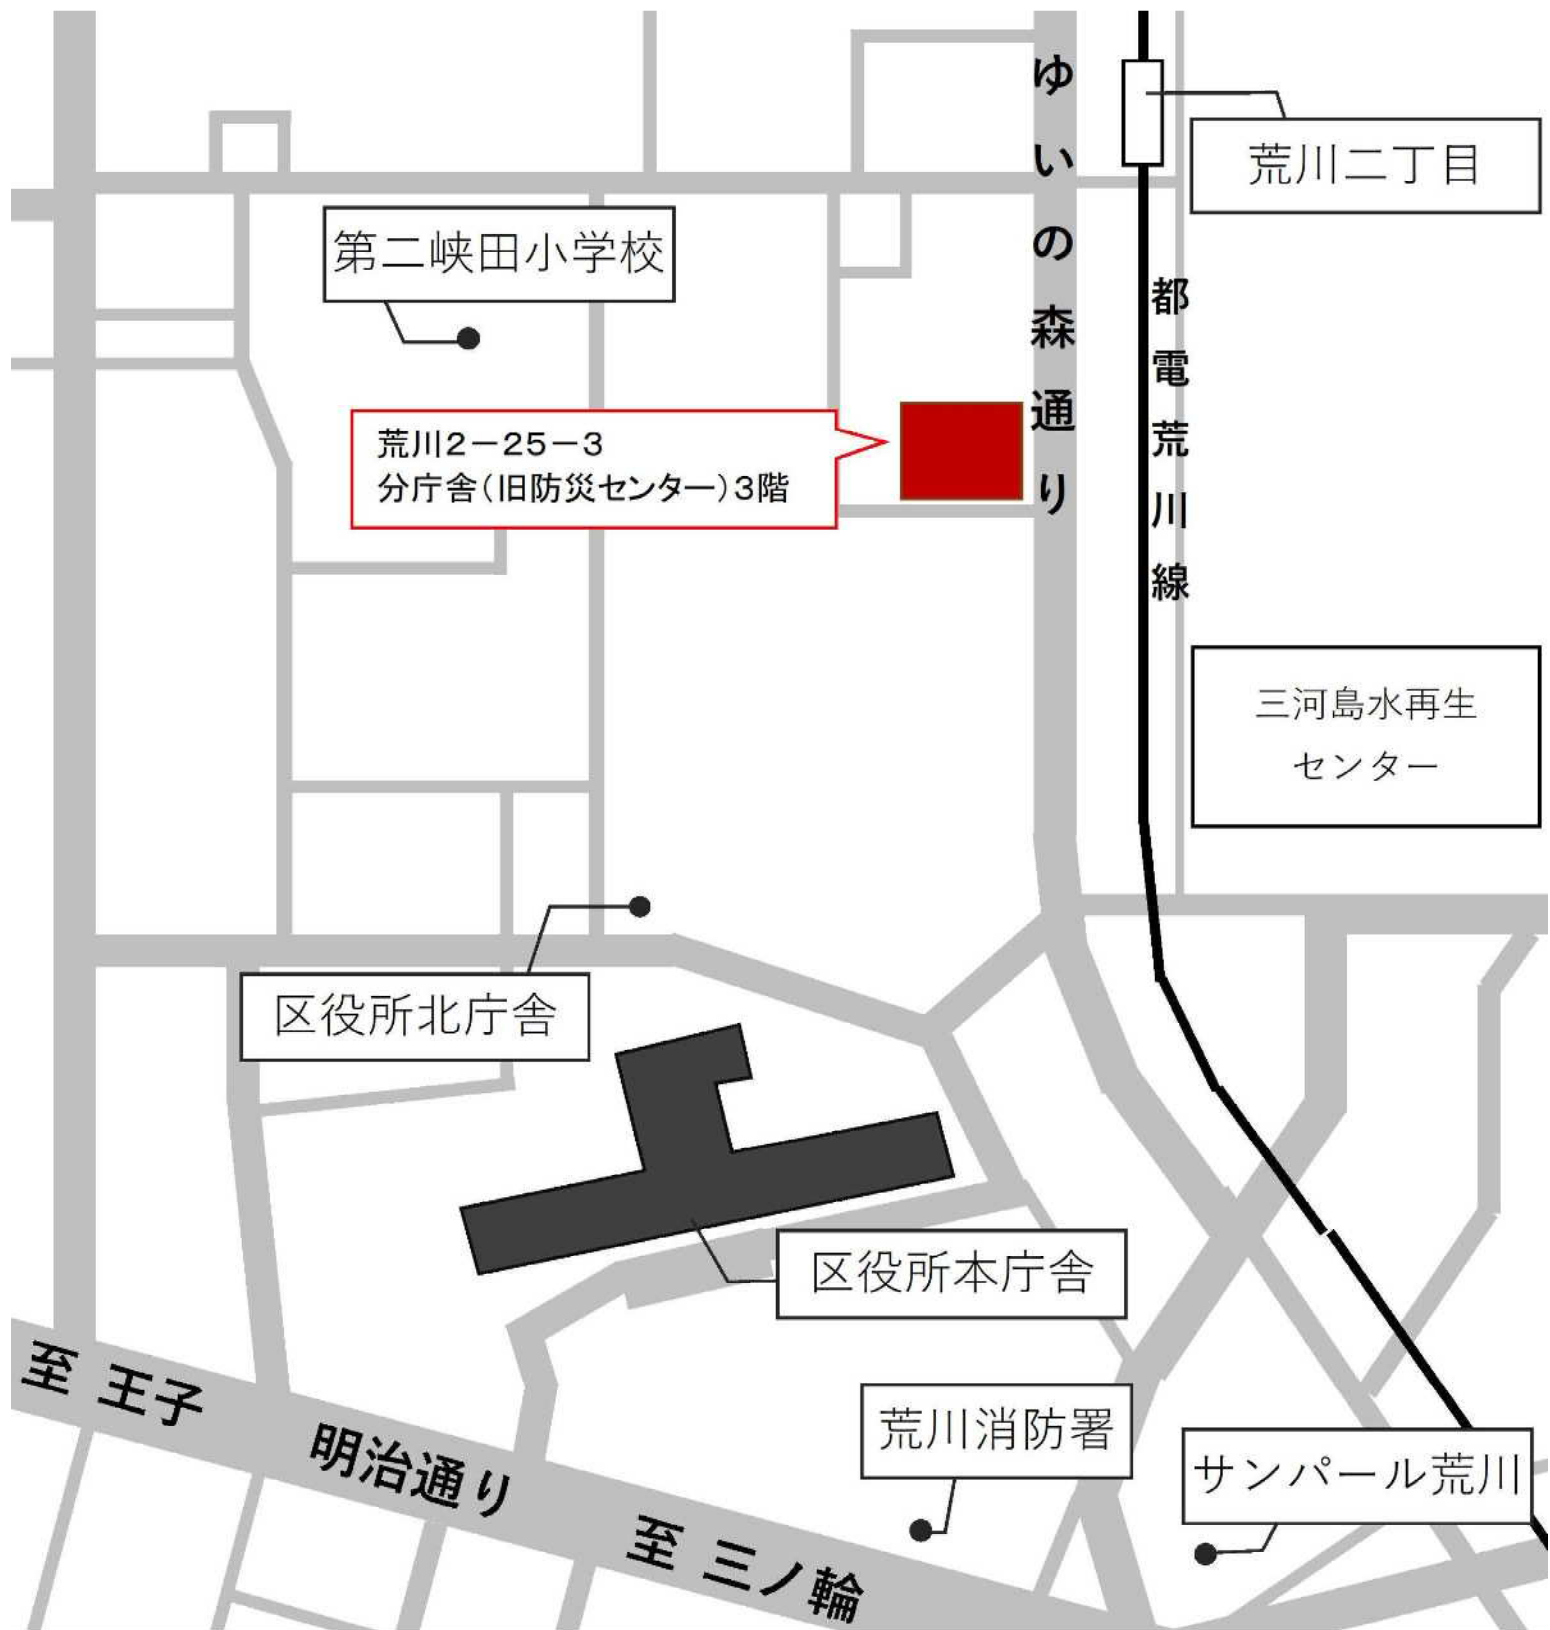 ゆいの森通り
荒川二丁目
第二峡田小学校
都電荒川線
荒川2－25－3
分庁舎（旧防災センター）3階
三河島水再生
センター
区役所北庁舎
区役所本庁舎
至 王子
明治通り
至 三ノ輪
荒川消防署
サンパール荒川